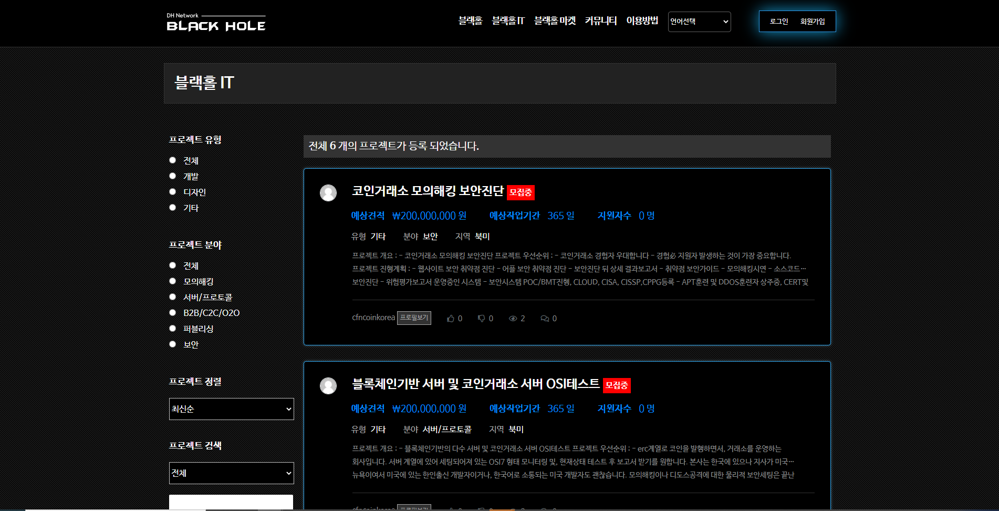 DH Network
BLACK HOLE
블랙홀 블랙홀 IT 블랙홀 마켓 커뮤니티 이용방법 언어선택 로그인 회원가입
블랙홀 IT
프로젝트 유형
전체
개발
디자인
기타
프로젝트 분야
전체
모의해킹
서버/프로토콜
B2B/C2C/O2O
퍼블리싱
보안
프로젝트 정렬
최신순
프로젝트 검색
전체
전체 6 개의 프로젝트가 등록 되었습니다.
코인거래소 모의해킹 보안진단 모집중
예상견적 ₩200,000,000 원 예상작업기간 365 일 지원자수 0 명
유형 기타 분야 보안 지역 북미
프로젝트 개요 : - 코인거래소 모의해킹 보안진단 프로젝트 우선순위 : - 코인거래소 경험자 우대합니다 - 경험必 지원자 발생하는 것이 가장 중요합니다.
프로젝트 진행계획 : - 웹사이트 보안 취약점 진단 - 어플 보안 취약점 진단 - 보안진단 뒤 상세 결과보고서 - 취약점 보안가이드 - 모의해킹시연 - 소스코드…
보안진단 - 위험평가보고서 운영중인 시스템 - 보안시스템 POC/BMT진행, CLOUD, CISA, CISSP,CPPG등록 - APT훈련 및 DDOS훈련자 상주중, CERT및
cfncoinkorea 프로필보기 0 0 2 0
블록체인기반 서버 및 코인거래소 서버 OSI테스트 모집중
예상견적 ₩200,000,000 원 예상작업기간 365 일 지원자수 0 명
유형 기타 분야 서버/프로토콜 지역 북미
프로젝트 개요 : - 블록체인기반의 다수 서버 및 코인거래소 서버 OSI테스트 프로젝트 우선순위 : - erc계열로 코인을 발행하면서, 거래소를 운영하는
회사입니다. 서버 계열에 있어 세팅되어져 있는 OSI7 형태 모니터링 및, 현재상태 테스트 후 보고서 받기를 원합니다. 본사는 한국에 있으나 지사가 미국…
뉴욕이여서 미국에 있는 한인출신 개발자이거나, 한국어로 소통되는 미국 개발자도 괜찮습니다. 모의해킹이나 디도스공격에 대한 물리적 보안세팅은 끝난
cfncoinkorea 프로필보기